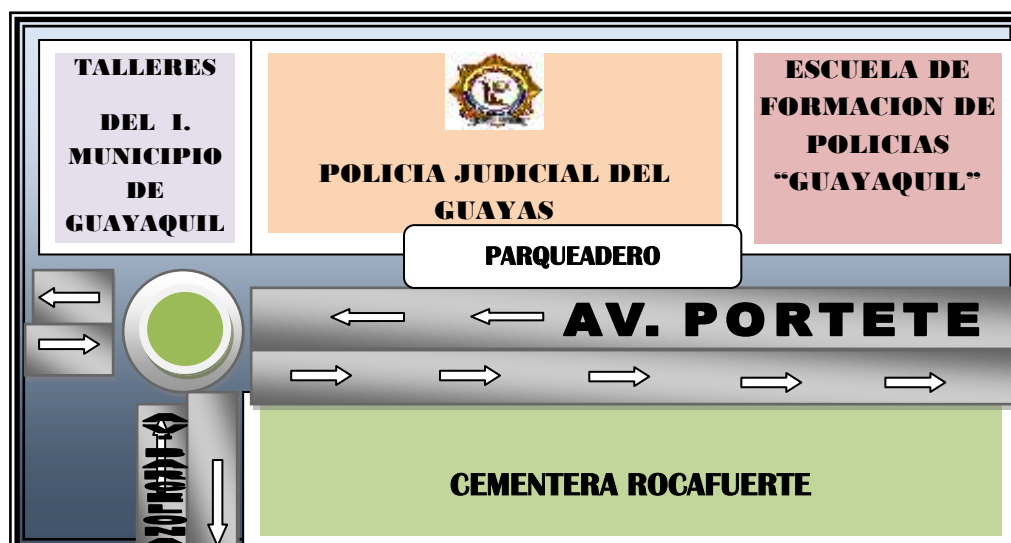 TALLERES
DEL I.
MUNICIPIO
DE
GUAYAQUIL
POLICIA JUDICIAL DEL
GUAYAS
ESCUELA DE
FORMACION DE
POLICIAS
“GUAYAQUIL”
PARQUEADERO
AV. PORTETE
CEMENTERA ROCAFUERTE